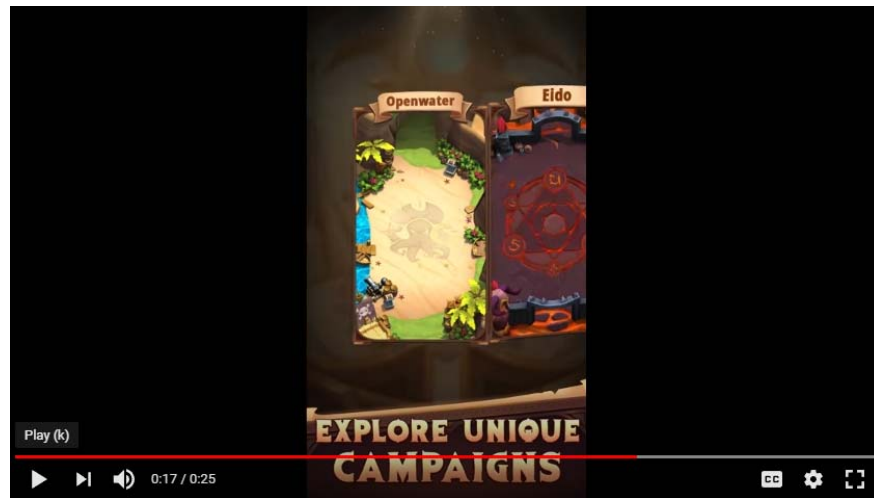 Openwater
Eido
EXPLORE UNIQUE
CAMPAIGNS
Play (k)
0:17 / 0:25
CC